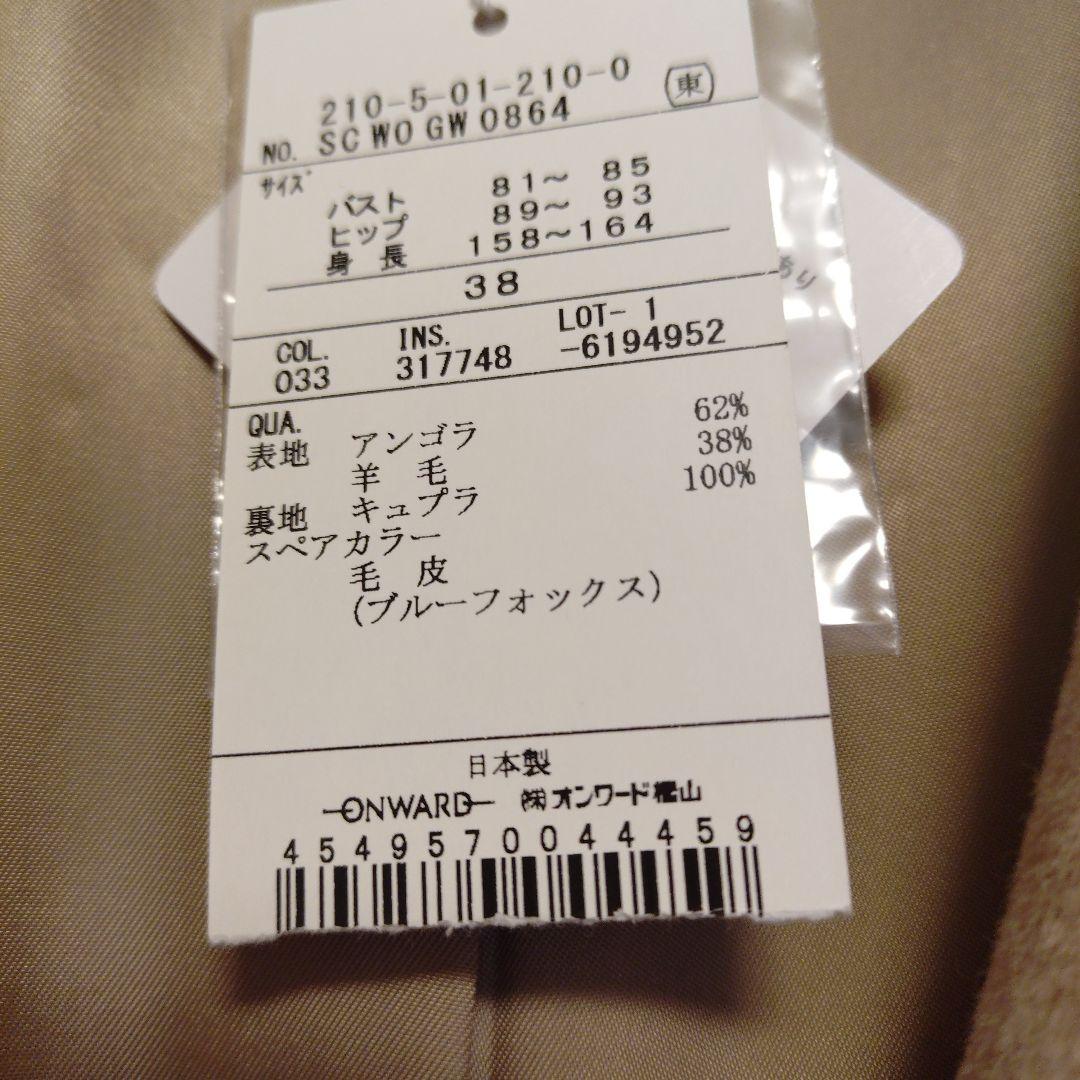 210-5-01-210-0 東
NO. SC WO GW 0864
サイズ
バスト 81〜 85
ヒップ 89〜 93
身 長 158〜164
38
COL. INS. LOT- 1
033 317748 -6194952
QUA.
表地 アンゴラ 62%
羊 毛 38%
裏地 キュプラ 100%
スペアカラー
毛 皮
(ブルーフォックス)
日本製
ONWARD ㈱オンワード樫山
4549570044459
あり